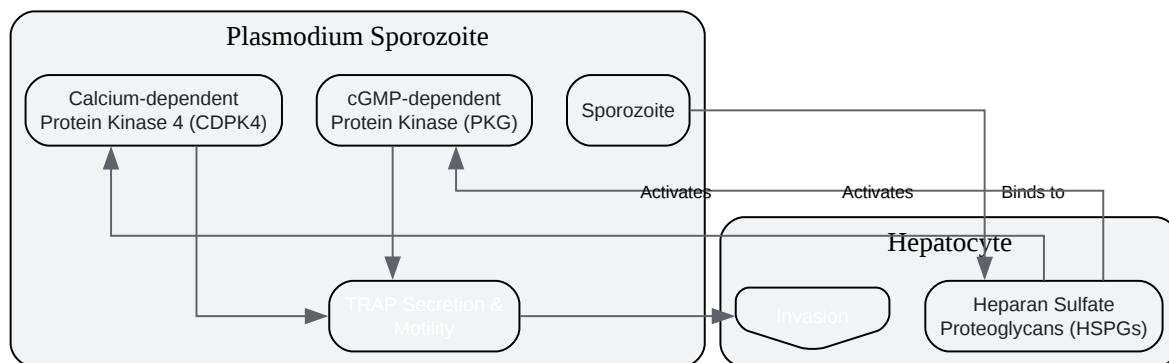 Plasmodium Sporozoite
Calcium-dependent
Protein Kinase 4 (CDPK4)
cGMP-dependent
Protein Kinase (PKG)
Sporozoite
Activates
Activates
Binds to
Hepatocyte
TRAP Secretion &
Motility
Invasion
Heparan Sulfate
Proteoglycans (HSPGs)